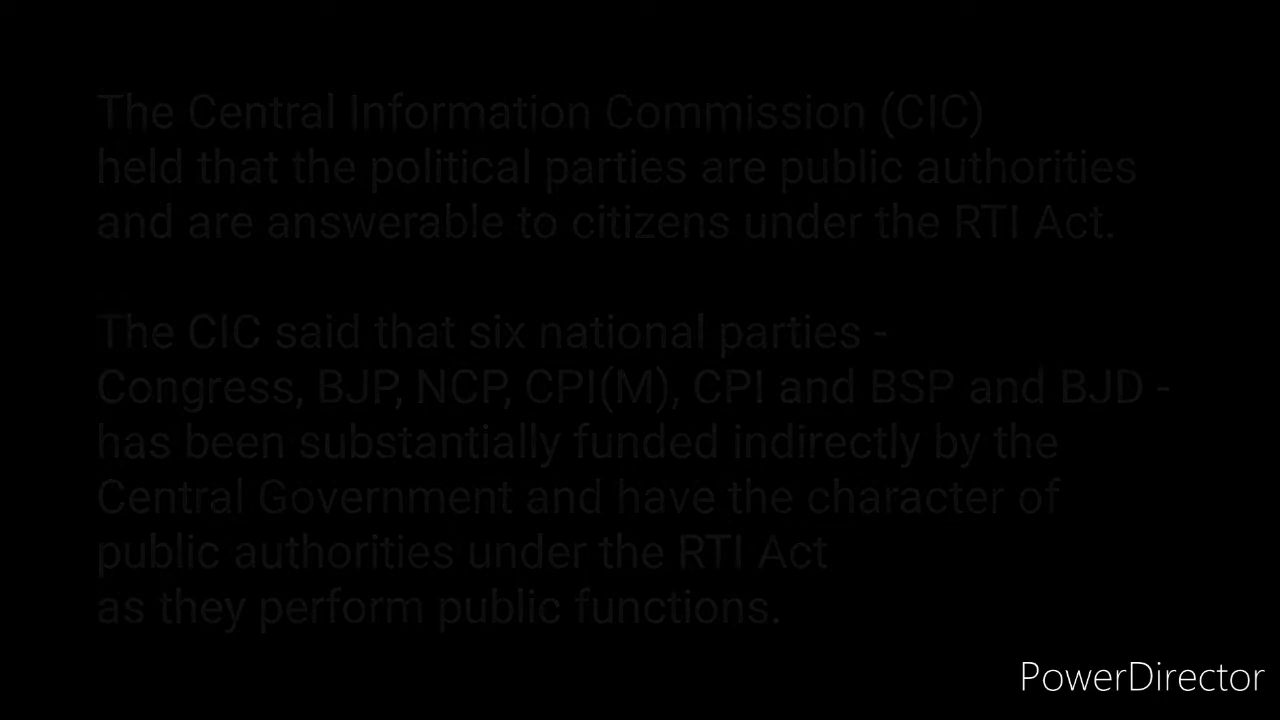 The Central Information Commission (CIC)
held that the political parties are public authorities
and are answerable to citizens under the RTI Act.
The CIC said that six national parties -
Congress, BJP, NCP, CPI(M), CPI and BSP and BJD -
has been substantially funded indirectly by the
Central Government and have the character of
public authorities under the RTI Act
as they perform public functions.
PowerDirector